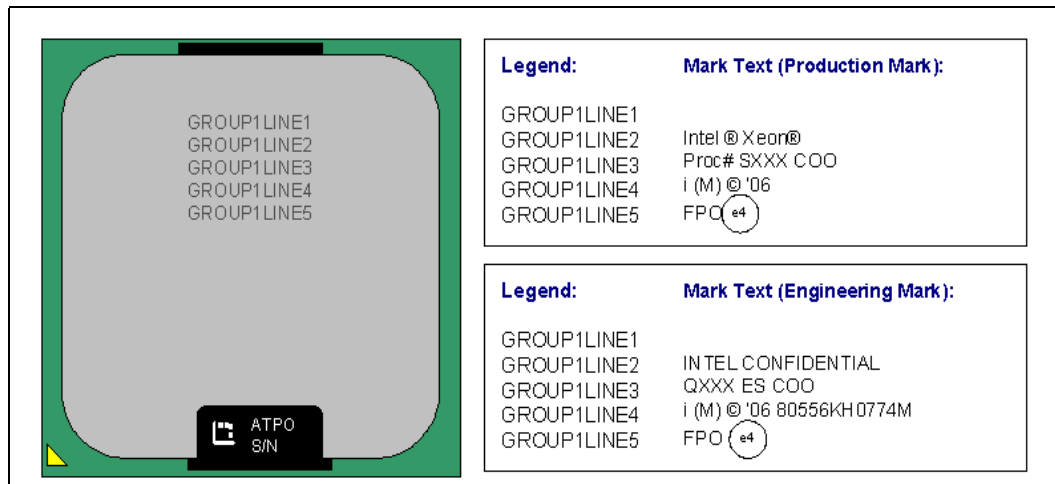 GROUP1LINE1
GROUP1LINE2
GROUP1LINE3
GROUP1LINE4
GROUP1LINE5
ATPO
S/N
Legend: Mark Text (Production Mark):
GROUP1LINE1
GROUP1LINE2 Intel ® Xeon®
GROUP1LINE3 Proc# SXXX COO
GROUP1LINE4 i (M) © '06
GROUP1LINE5 FPO e4
Legend: Mark Text (Engineering Mark):
GROUP1LINE1
GROUP1LINE2 INTEL CONFIDENTIAL
GROUP1LINE3 QXXX ES COO
GROUP1LINE4 i (M) © '06 80556KH0774M
GROUP1LINE5 FPO e4